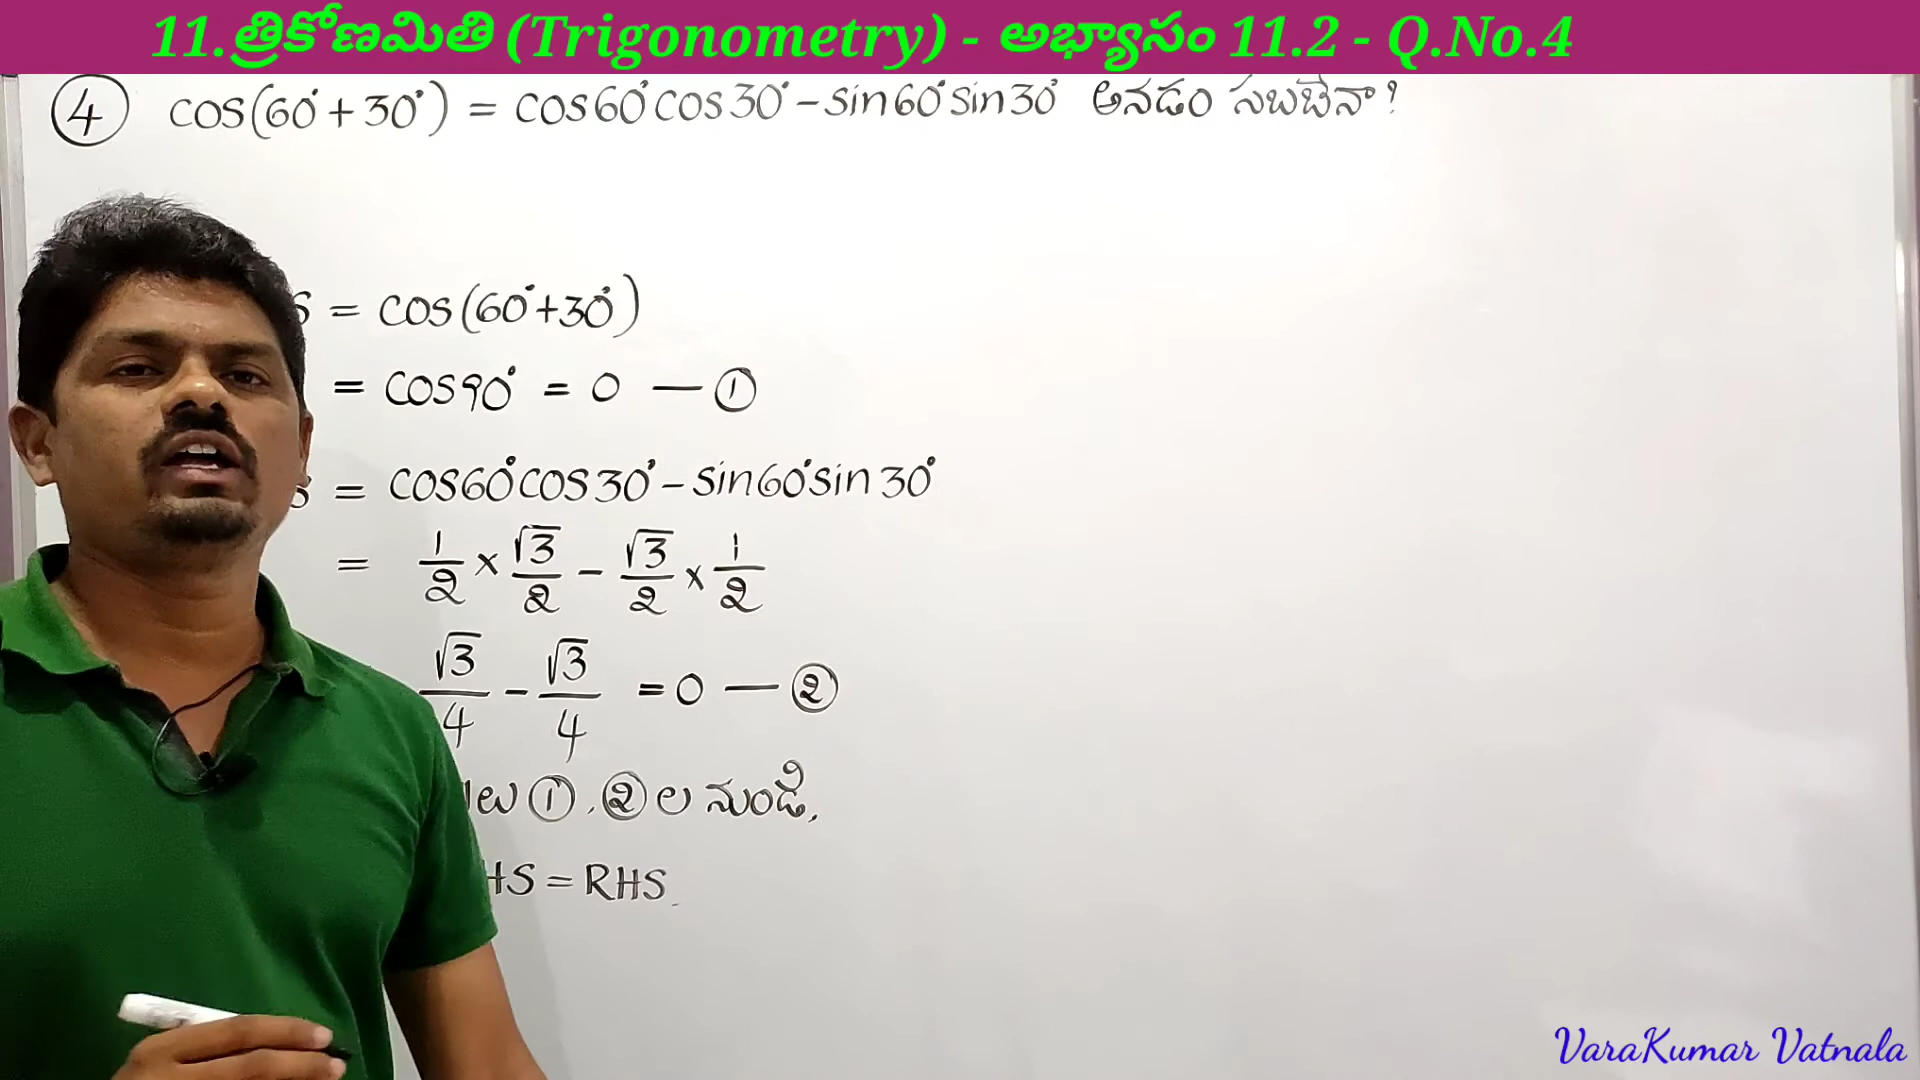 11.త్రికోణమితి (Trigonometry) - అభ్యాసం 11.2 - Q.No.4
④ cos(60° + 30°) = cos60° cos30° - sin60° sin30° అనడం సబబేనా?
S = cos(60°+30°)
= cos90° = 0 — ①
S = cos60° cos30° - sin60° sin30°
= 1/2 × √3/2 - √3/2 × 1/2
√3/4 - √3/4 = 0 — ②
లు ①, ② ల నుండి,
HS = RHS
VaraKumar Vatnala